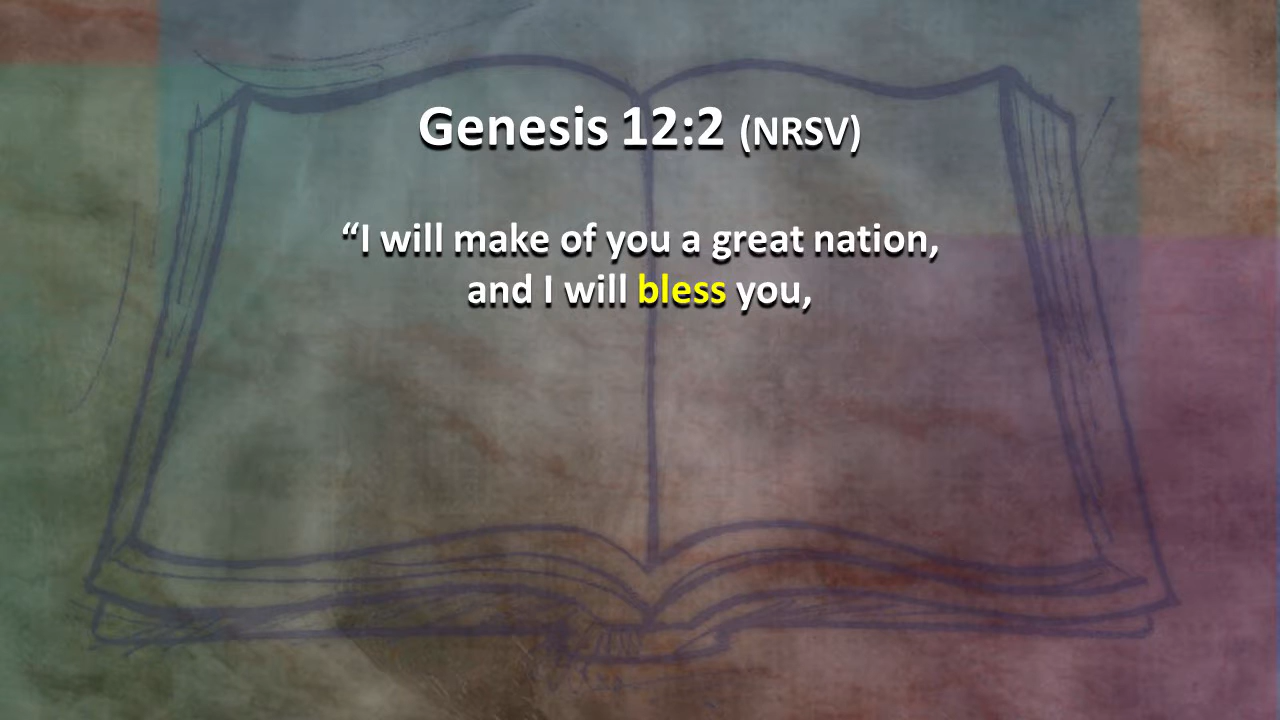 Genesis 12:2 (NRSV)
“I will make of you a great nation,
and I will bless you,